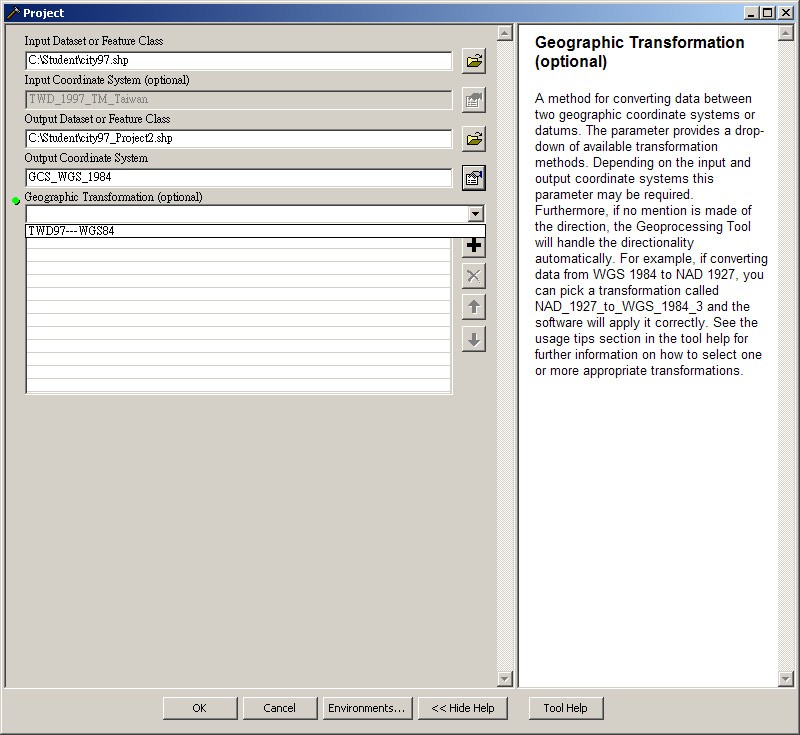 Project
Input Dataset or Feature Class
C:\Student\city97.shp
Input Coordinate System (optional)
TWD_1997_TM_Taiwan
Output Dataset or Feature Class
C:\Student\city97_Project2.shp
Output Coordinate System
GCS_WGS_1984
Geographic Transformation (optional)
TWD97---WGS84
Geographic Transformation
(optional)
A method for converting data between
two geographic coordinate systems or
datums. The parameter provides a drop-
down of available transformation
methods. Depending on the input and
output coordinate systems this
parameter may be required.
Furthermore, if no mention is made of
the direction, the Geoprocessing Tool
will handle the directionality
automatically. For example, if converting
data from WGS 1984 to NAD 1927, you
can pick a transformation called
NAD_1927_to_WGS_1984_3 and the
software will apply it correctly. See the
usage tips section in the tool help for
further information on how to select one
or more appropriate transformations.
OK
Cancel
Environments...
<< Hide Help
Tool Help